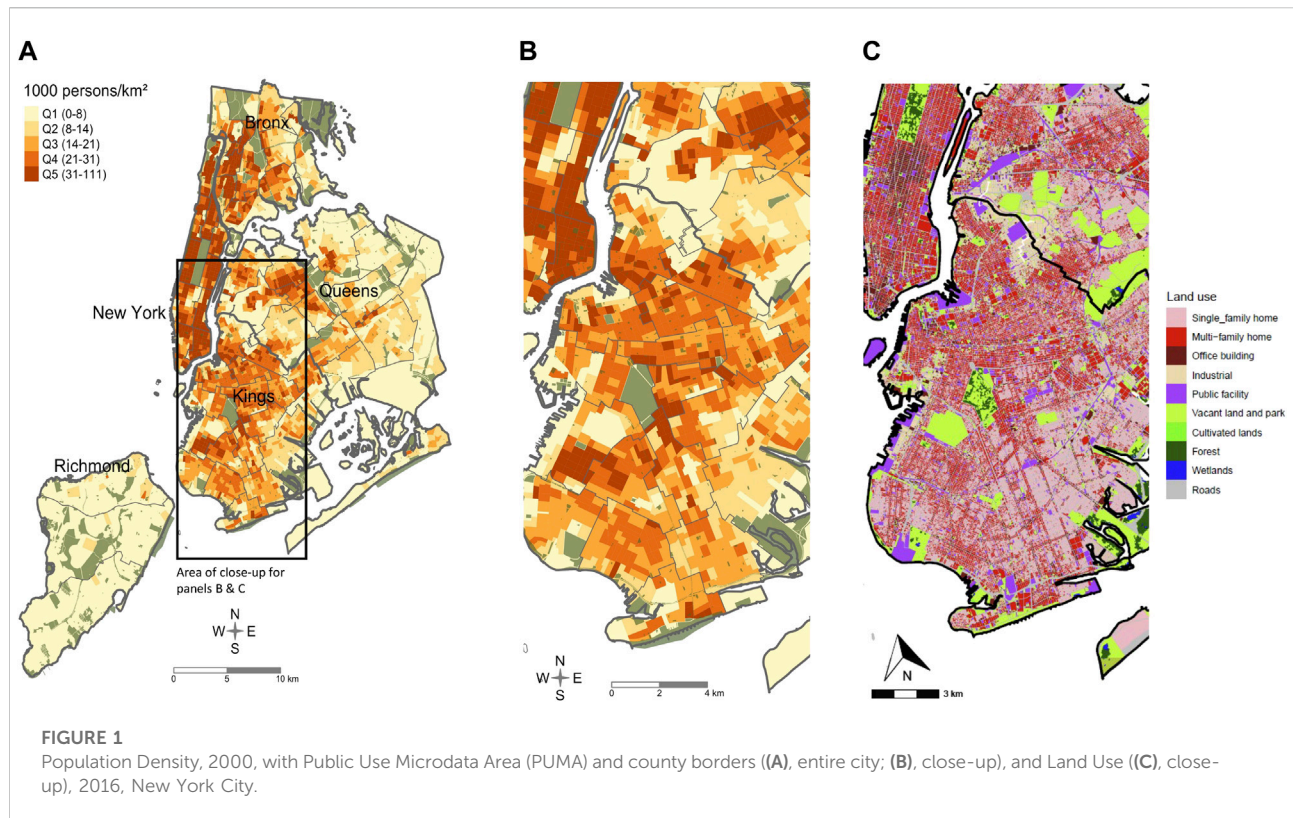 A
1000 persons/km²
Q1 (0-8)
Q2 (8-14)
Q3 (14-21)
Q4 (21-31)
Q5 (31-111)
Bronx
New York
Queens
Kings
Richmond
Area of close-up for
panels B & C
N
W E
S
0 5 10 km
B
N
W E
S
0 2 4 km
C
Land use
Single_family home
Multi-family home
Office building
Industrial
Public facility
Vacant land and park
Cultivated lands
Forest
Wetlands
Roads
N
3 km
FIGURE 1
Population Density, 2000, with Public Use Microdata Area (PUMA) and county borders ((A), entire city; (B), close-up), and Land Use ((C), close-
up), 2016, New York City.